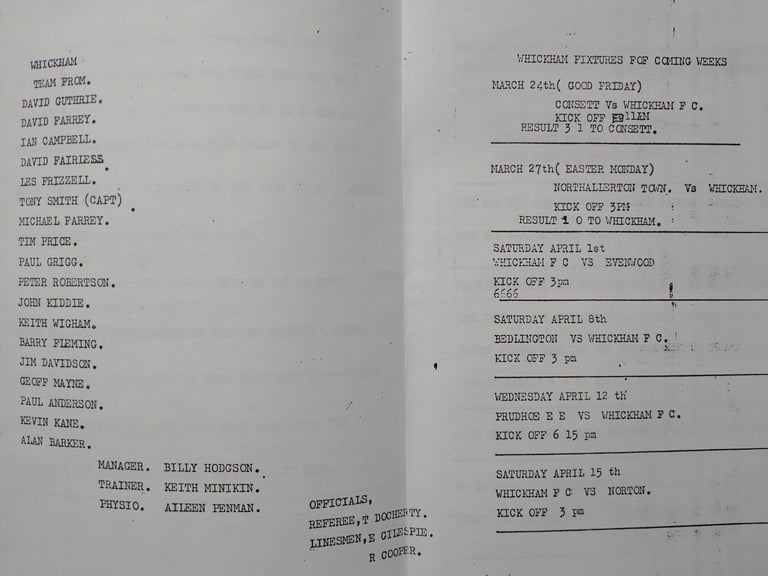 WHICKHAM
TEAM FROM.
DAVID GUTHRIE.
DAVID FARREY.
IAN CAMPBELL.
DAVID FAIRLESS
LES FRIZZELL.
TONY SMITH (CAPT)
MICHAEL FARREY.
TIM PRICE.
PAUL GRIGG.
PETER ROBERTSON.
JOHN KIDDIE.
KEITH WIGHAM.
BARRY FLEMING.
JIM DAVIDSON.
GEOFF MAYNE.
PAUL ANDERSON.
KEVIN KANE.
ALAN BARKER.
MANAGER. BILLY HODGSON.
TRAINER. KEITH MINIKIN.
PHYSIO. AILEEN PENMAN.
OFFICIALS,
REFEREE, T DOCHERTY.
LINESMEN, E GILESPIE.
R COOPER.
WHICKHAM FIXTURES FOF COMING WEEKS
MARCH 24th( GOOD FRIDAY)
CONSETT Vs WHICKHAM F C.
KICK OFF 11AM
RESULT 3 1 TO CONSETT.
MARCH 27th( EASTER MONDAY)
NORTHALLERTON TOWN. Vs WHICKHAM.
KICK OFF 3PM
RESULT 1 0 TO WHICKHAM.
SATURDAY APRIL 1st
WHICKHAM F C VS EVENWOOD
KICK OFF 3pm
6666
SATURDAY APRIL 8th
BEDLINGTON VS WHICKHAM F C.
KICK OFF 3 pm
WEDNESDAY APRIL 12 th
PRUDHOE E E VS WHICKHAM F C.
KICK OFF 6 15 pm
SATURDAY APRIL 15 th
WHICKHAM F C VS NORTON.
KICK OFF 3 pm